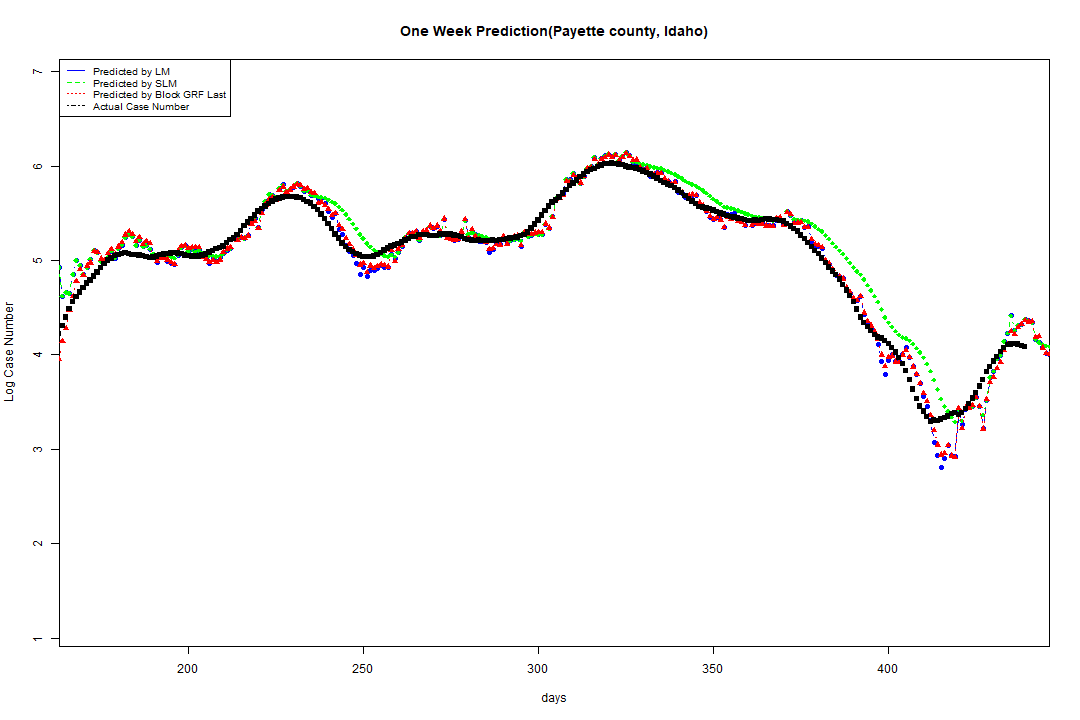 One Week Prediction(Payette county, Idaho)
Predicted by LM
Predicted by SLM
Predicted by Block GRF Last
Actual Case Number
7
6
5
4
3
2
1
Log Case Number
200 250 300 350 400
days